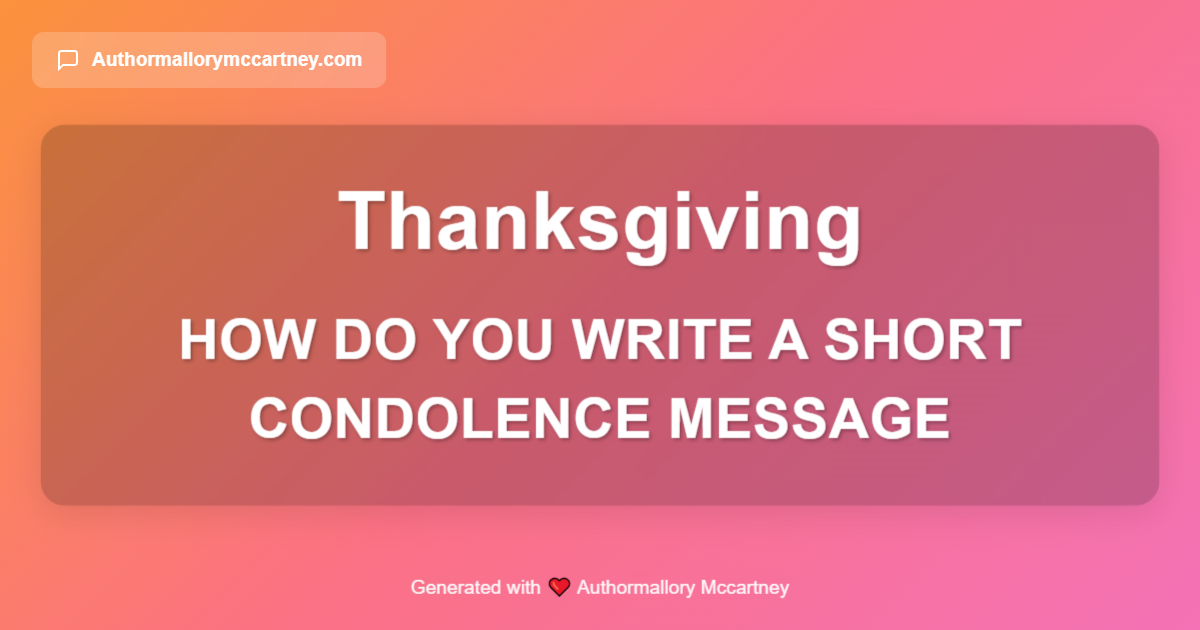 Authormallorymccartney.com
Thanksgiving
HOW DO YOU WRITE A SHORT
CONDOLENCE MESSAGE
Generated with ❤️ Authormallory Mccartney